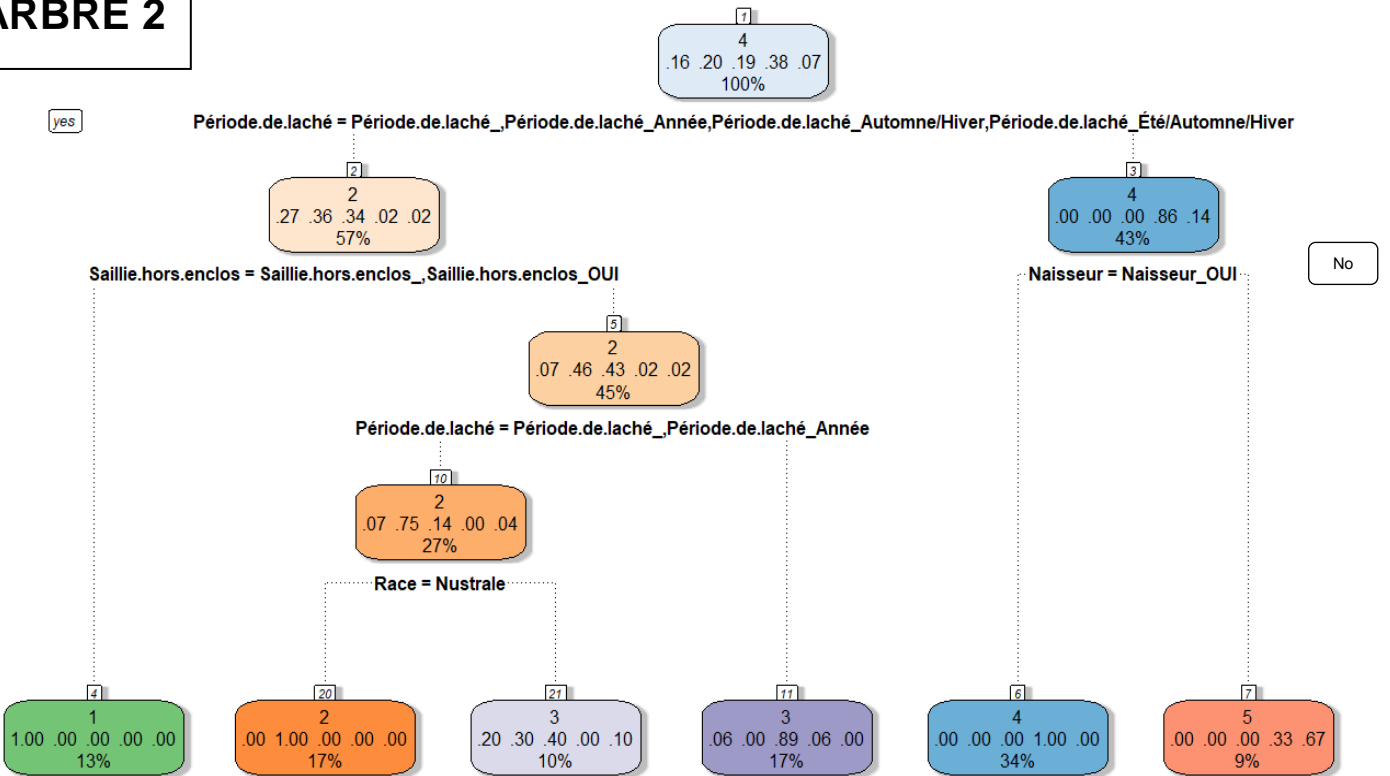 ARBRE 2
1
4
.16 .20 .19 .38 .07
100%
yes
Période.de.laché = Période.de.laché_,Période.de.laché_Année,Période.de.laché_Automne/Hiver,Période.de.laché_Été/Automne/Hiver
2
2
.27 .36 .34 .02 .02
57%
3
4
.00 .00 .00 .86 .14
43%
No
Saillie.hors.enclos = Saillie.hors.enclos_,Saillie.hors.enclos_OUI
Naisseur = Naisseur_OUI
5
2
.07 .46 .43 .02 .02
45%
Période.de.laché = Période.de.laché_,Période.de.laché_Année
10
2
.07 .75 .14 .00 .04
27%
Race = Nustrale
4
1
1.00 .00 .00 .00 .00
13%
20
2
.00 1.00 .00 .00 .00
17%
21
3
.20 .30 .40 .00 .10
10%
11
3
.06 .00 .89 .06 .00
17%
6
4
.00 .00 .00 1.00 .00
34%
7
5
.00 .00 .00 .33 .67
9%